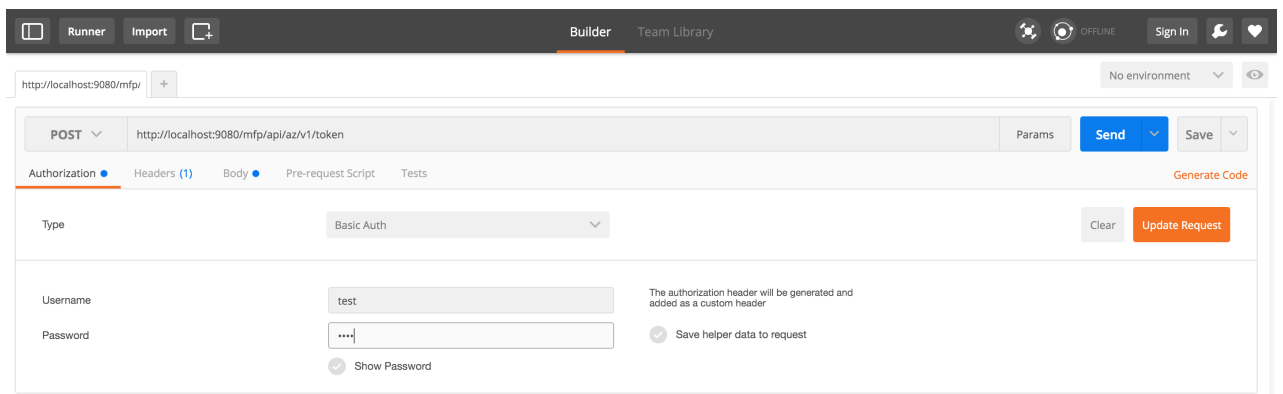 Runner Import Builder Team Library OFFLINE Sign In
http://localhost:9080/mfp/ + No environment
POST http://localhost:9080/mfp/api/az/v1/token Params Send Save
Authorization Headers (1) Body Pre-request Script Tests Generate Code
Type Basic Auth Clear Update Request
Username test The authorization header will be generated and
added as a custom header
Password •••• Save helper data to request
Show Password